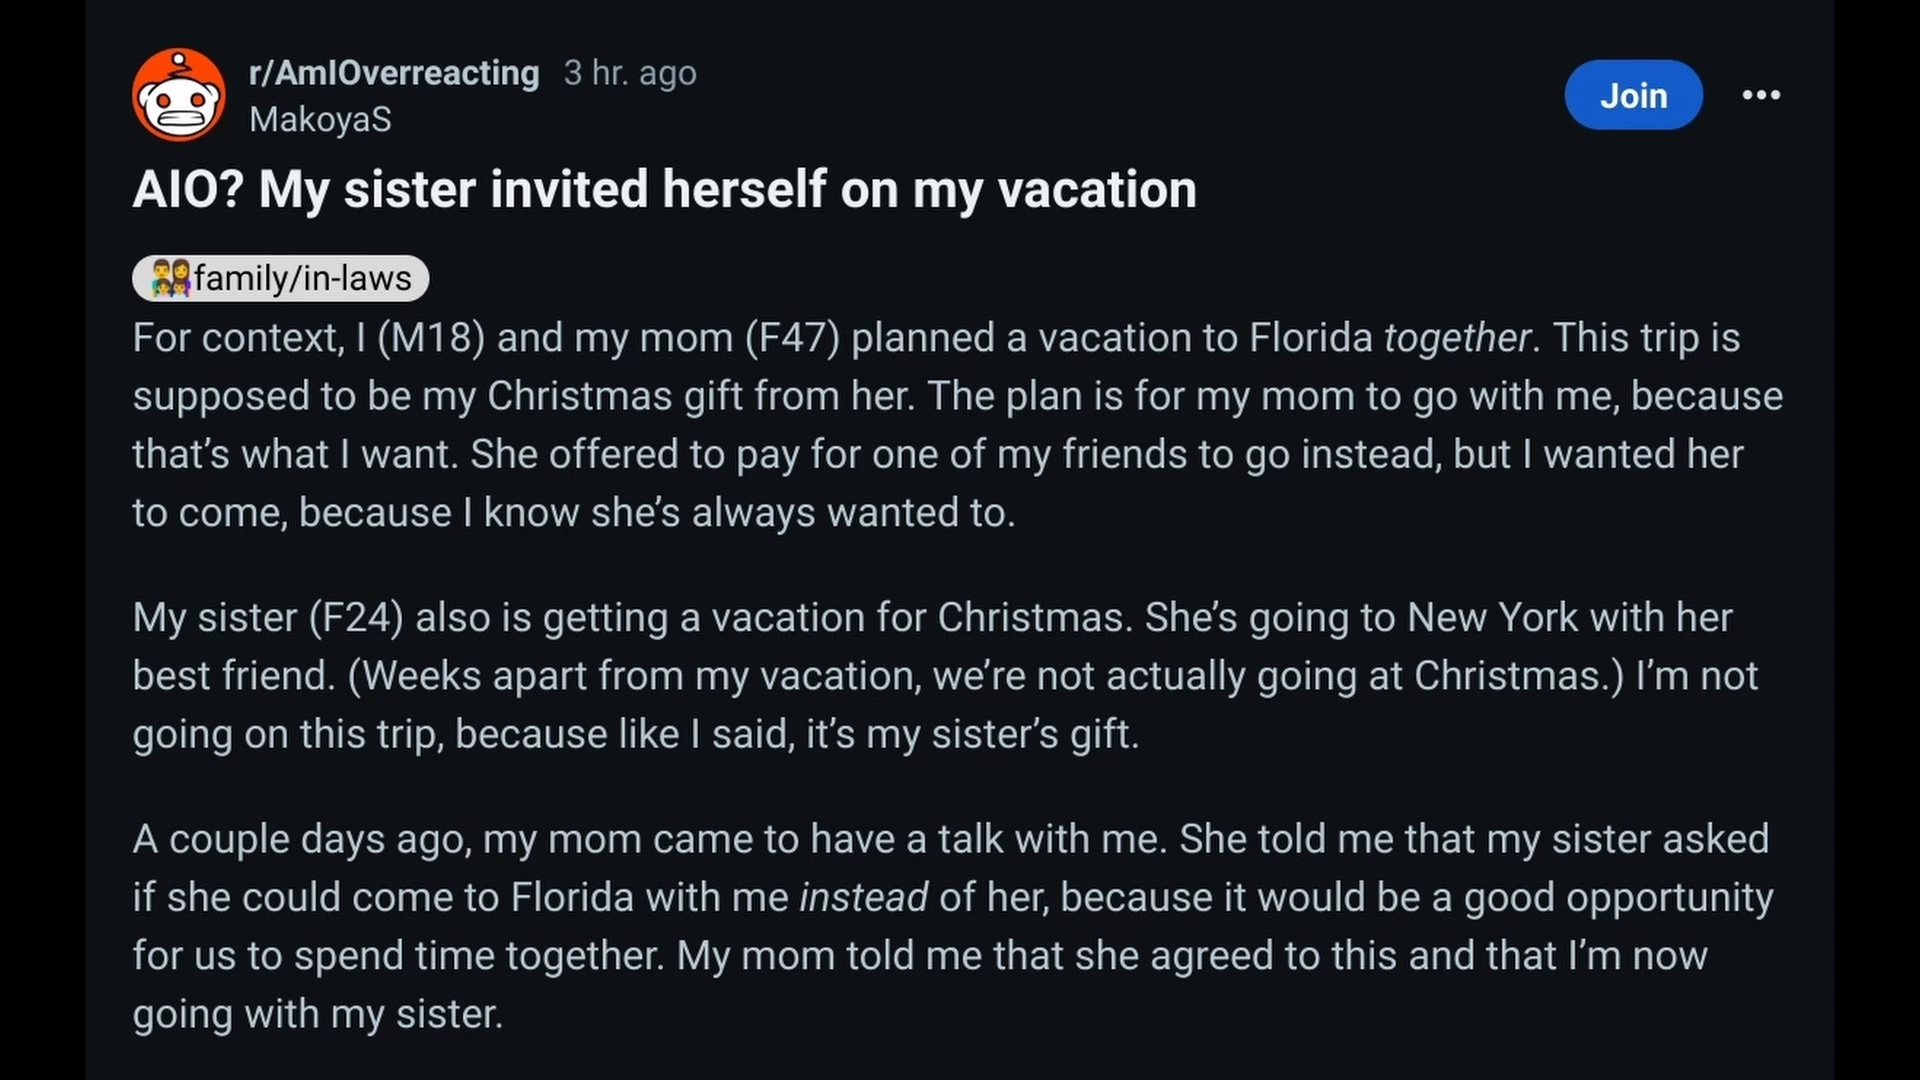 r/AmIOverreacting 3 hr. ago
MakoyaS
Join
AIO? My sister invited herself on my vacation
family/in-laws
For context, I (M18) and my mom (F47) planned a vacation to Florida together. This trip is
supposed to be my Christmas gift from her. The plan is for my mom to go with me, because
that’s what I want. She offered to pay for one of my friends to go instead, but I wanted her
to come, because I know she’s always wanted to.
My sister (F24) also is getting a vacation for Christmas. She’s going to New York with her
best friend. (Weeks apart from my vacation, we’re not actually going at Christmas.) I’m not
going on this trip, because like I said, it’s my sister’s gift.
A couple days ago, my mom came to have a talk with me. She told me that my sister asked
if she could come to Florida with me instead of her, because it would be a good opportunity
for us to spend time together. My mom told me that she agreed to this and that I’m now
going with my sister.